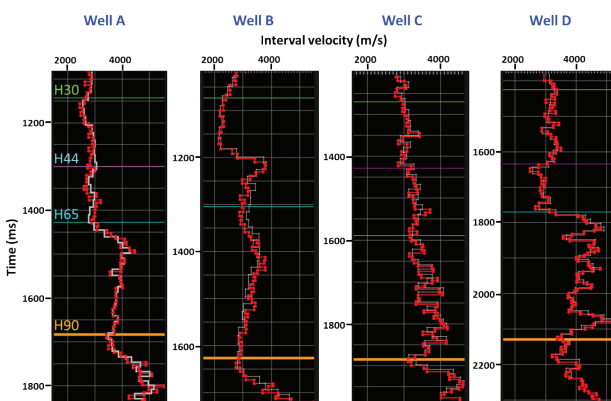 Well A Well B Well C Well D
Interval velocity (m/s)
2000 4000 2000 4000 2000 4000 2000 4000
H30
1200
H44
1400
H65
1600
H90
1800
Time (ms)
1200
1400
1600
1400
1600
1800
1600
1800
2000
2200